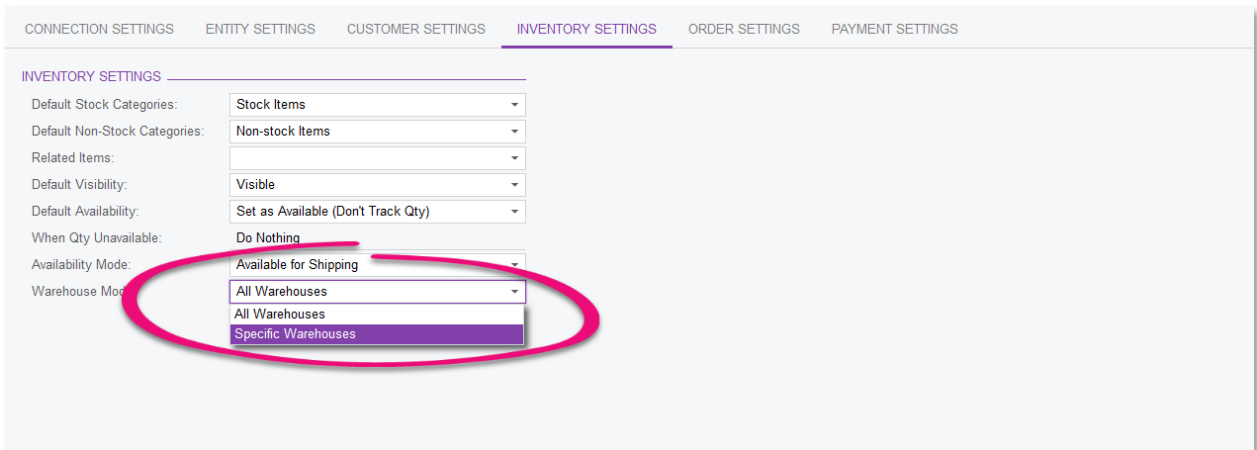 CONNECTION SETTINGS ENTITY SETTINGS CUSTOMER SETTINGS INVENTORY SETTINGS ORDER SETTINGS PAYMENT SETTINGS
INVENTORY SETTINGS
Default Stock Categories: Stock Items
Default Non-Stock Categories: Non-stock Items
Related Items:
Default Visibility: Visible
Default Availability: Set as Available (Don't Track Qty)
When Qty Unavailable: Do Nothing
Availability Mode: Available for Shipping
Warehouse Mod All Warehouses
All Warehouses
Specific Warehouses